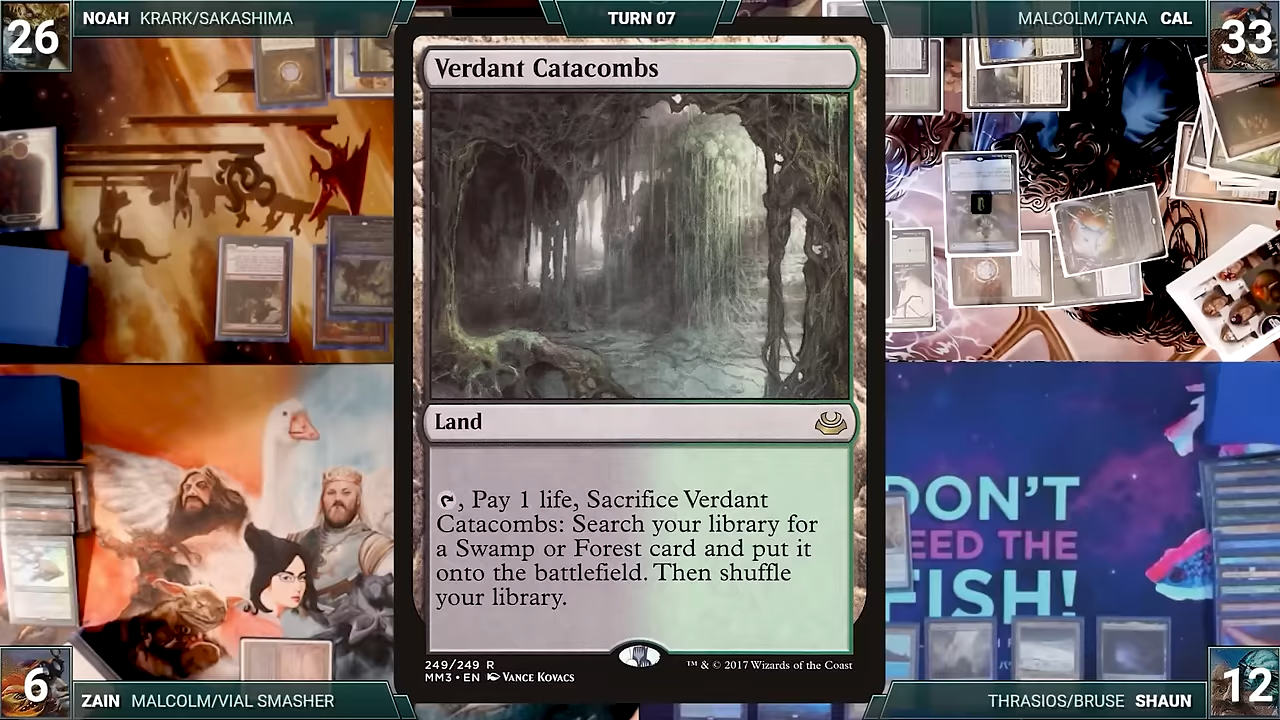 26
NOAH KRARK/SAKASHIMA
TURN 07
MALCOLM/TANA CAL
33
Verdant Catacombs
Land
, Pay 1 life, Sacrifice Verdant
Catacombs: Search your library for
a Swamp or Forest card and put it
onto the battlefield. Then shuffle
your library.
249/249 R
MM3 • EN Vance Kovacs
™ & © 2017 Wizards of the Coast
DON'T
EED THE
FISH!
6
ZAIN MALCOLM/VIAL SMASHER
THRASIOS/BRUSE SHAUN
12